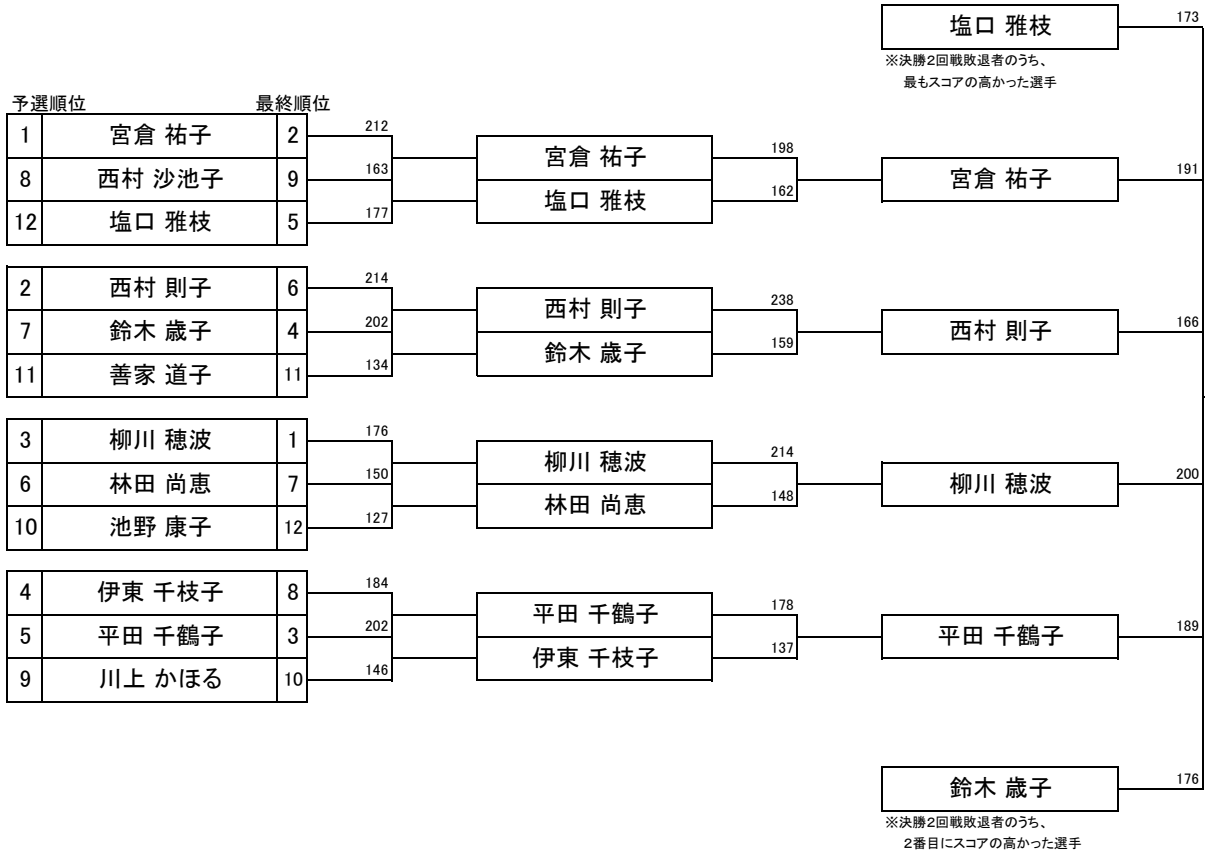 塩口 雅枝
173
※決勝2回戦敗退者のうち、
最もスコアの高かった選手
予選順位 最終順位
1 宮倉 祐子 2 212
8 西村 沙池子 9 163
12 塩口 雅枝 5 177
宮倉 祐子 198
塩口 雅枝 162
宮倉 祐子 191
2 西村 則子 6 214
7 鈴木 歳子 4 202
11 善家 道子 11 134
西村 則子 238
鈴木 歳子 159
西村 則子 166
3 柳川 穂波 1 176
6 林田 尚恵 7 150
10 池野 康子 12 127
柳川 穂波 214
林田 尚恵 148
柳川 穂波 200
4 伊東 千枝子 8 184
5 平田 千鶴子 3 202
9 川上 かほる 10 146
平田 千鶴子 178
伊東 千枝子 137
平田 千鶴子 189
鈴木 歳子 176
※決勝2回戦敗退者のうち、
2番目にスコアの高かった選手